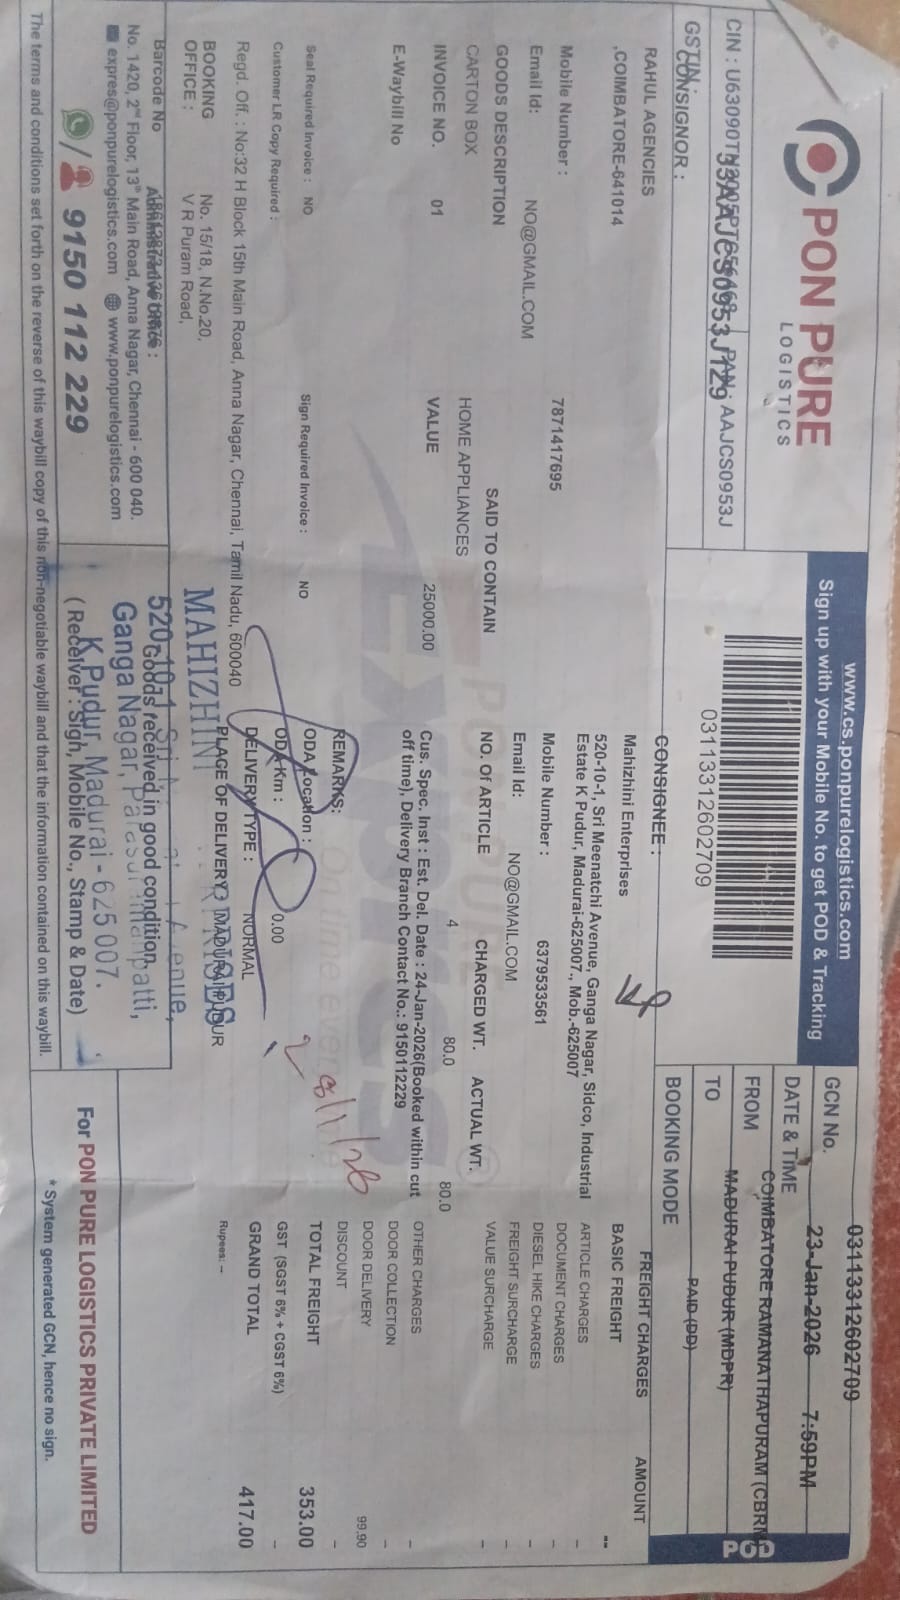 PON PURE
LOGISTICS
CIN : U63090TN2005PTC56468 PAN : AAJCS0953J
GSTIN : 33AAJCS0953J1Z9
www.cs.ponpurelogistics.com
Sign up with your Mobile No. to get POD & Tracking
03113312602709
GCN No. 03113312602709
DATE & TIME 23-Jan-2026 7:59PM
FROM COIMBATORE RAMANATHAPURAM
TO MADURAI PUDUR (MDPR)
BOOKING MODE PAID (DD)
POD
CONSIGNOR :
RAHUL AGENCIES
,COIMBATORE-641014
Mobile Number : 7871417695
Email Id: NO@GMAIL.COM
CONSIGNEE :
Mahizhini Enterprises
520-10-1, Sri Meenatchi Avenue, Ganga Nagar, Sidco, Industrial
Estate K Pudur, Madurai-625007., Mob.-625007
Mobile Number : 6379533561
Email Id: NO@GMAIL.COM
GOODS DESCRIPTION SAID TO CONTAIN NO. OF ARTICLE CHARGED WT. ACTUAL WT.
CARTON BOX HOME APPLIANCES 4 80.0 80.0
INVOICE NO. 01 VALUE 25000.00
E-Waybill No
Cus. Spec. Inst : Est. Del. Date : 24-Jan-2026(Booked within cut
off time), Delivery Branch Contact No.: 9150112229
FREIGHT CHARGES AMOUNT
BASIC FREIGHT --
ARTICLE CHARGES -
DOCUMENT CHARGES -
DIESEL HIKE CHARGES -
FREIGHT SURCHARGE -
VALUE SURCHARGE -
OTHER CHARGES -
DOOR COLLECTION -
DOOR DELIVERY 99.90
DISCOUNT -
TOTAL FREIGHT 353.00
GST (SGST 6% + CGST 6%) -
GRAND TOTAL 417.00
Rupees: --
REMARKS:
Seal Required Invoice : NO Sign Required Invoice : NO
ODA Location :
Customer LR Copy Required :
ODA Km : 0.00
DELIVERY TYPE : NORMAL
PLACE OF DELIVERY : MADURAI PUDUR
Regd. Off. : No:32 H Block 15th Main Road, Anna Nagar, Chennai, Tamil Nadu, 600040
BOOKING OFFICE :
No. 15/18, N.No.20,
V R Puram Road,
MAHIZHINI ENTERPRISES
Ganga Nagar, Parasuramanpatti,
K.Pudur, Madurai - 625 007.
28/1/26
Barcode No
Administrative Office :
No. 1420, 2nd Floor, 13th Main Road, Anna Nagar, Chennai - 600 040.
expres@ponpurelogistics.com www.ponpurelogistics.com
/ 9150 112 229
Goods received in good condition
( Receiver : Sigh, Mobile No., Stamp & Date)
For PON PURE LOGISTICS PRIVATE LIMITED
* System generated GCN, hence no sign.
The terms and conditions set forth on the reverse of this waybill copy of this non-negotiable waybill and that the information contained on this waybill.